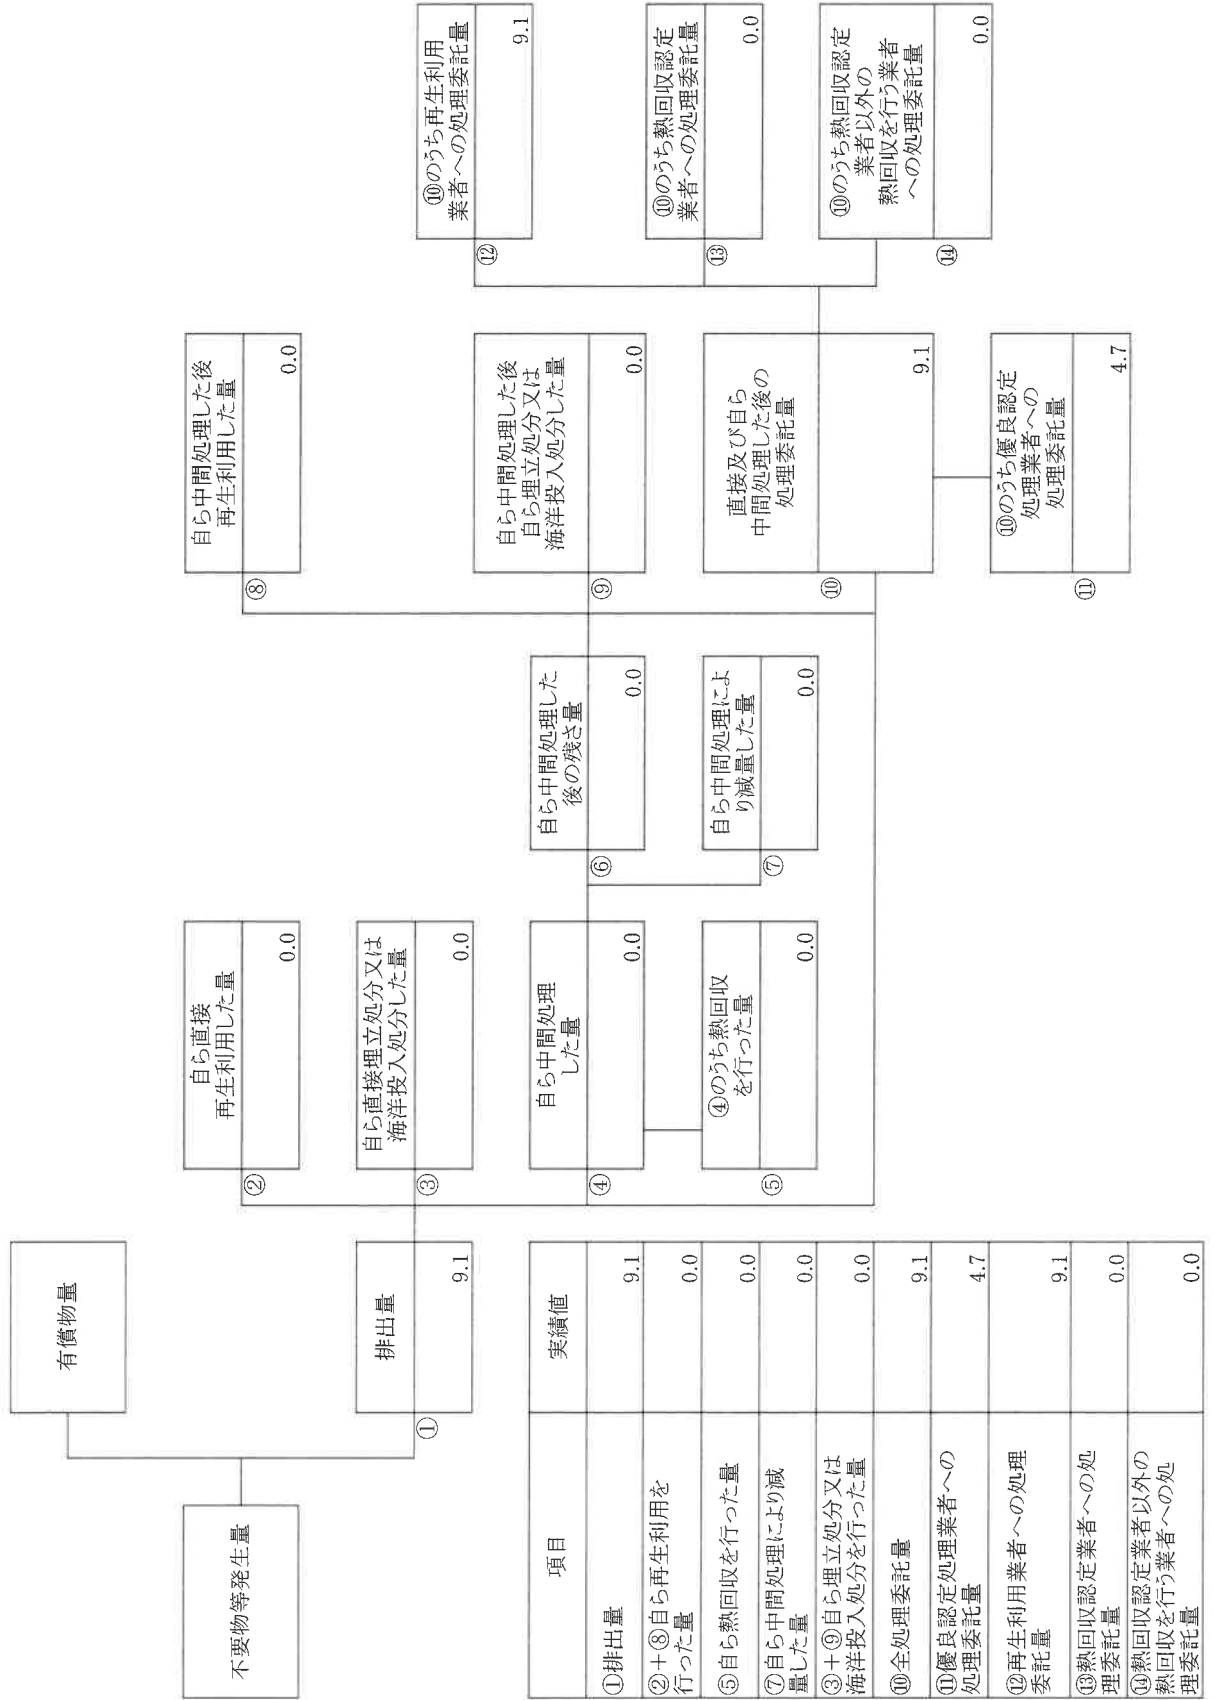 不要物等発生量
有償物量
①
排出量
9.1
②
自ら直接
再生利用した量
0.0
③
自ら直接埋立処分又は
海洋投入処分した量
0.0
④
自ら中間処理
した量
0.0
⑤
④のうち熱回収
を行った量
0.0
⑥
自ら中間処理した
後の残さ量
0.0
⑦
自ら中間処理によ
り減量した量
0.0
⑧
自ら中間処理した後
再生利用した量
0.0
⑨
自ら中間処理した後
自ら埋立処分又は
海洋投入処分した量
0.0
⑩
直接及び自ら
中間処理した後の
処理委託量
9.1
⑪
⑩のうち優良認定
処理業者への
処理委託量
4.7
⑫
⑩のうち再生利用
業者への処理委託量
9.1
⑬
⑩のうち熱回収認定
業者への処理委託量
0.0
⑭
⑩のうち熱回収認定
業者以外の
熱回収を行う業者
への処理委託量
0.0
項目
実績値
①排出量
9.1
②+⑧自ら再生利用を
行った量
0.0
⑤自ら熱回収を行った量
0.0
⑦自ら中間処理により減
量した量
0.0
③+⑨自ら埋立処分又は
海洋投入処分を行った量
0.0
⑩全処理委託量
9.1
⑪優良認定処理業者への
処理委託量
4.7
⑫再生利用業者への処理
委託量
9.1
⑬熱回収認定業者への処
理委託量
0.0
⑭熱回収認定業者以外の
熱回収を行う業者への処
理委託量
0.0